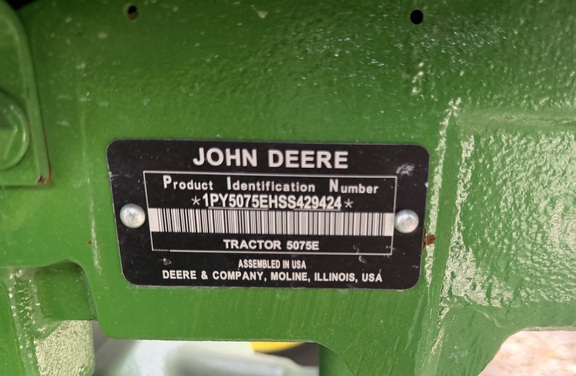 JOHN DEERE
Product Identification Number
*1PY5075EHSS429424*
TRACTOR 5075E
ASSEMBLED IN USA
DEERE & COMPANY, MOLINE, ILLINOIS, USA